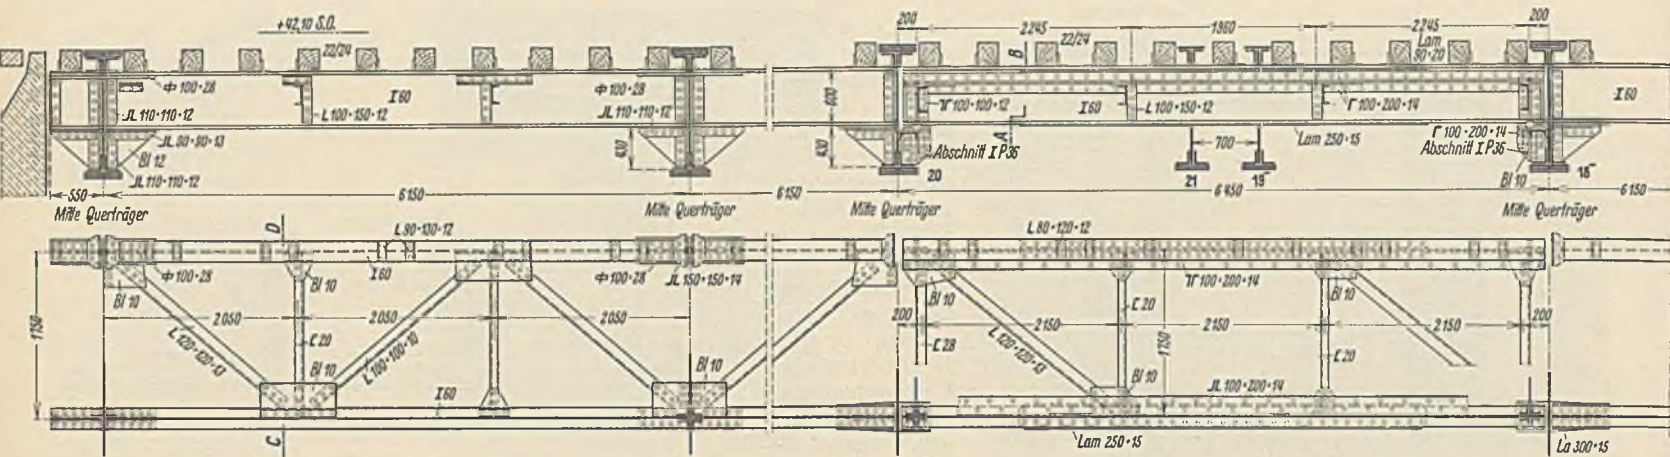 +42,10 S.O.
200
2245
1860
2245
200
22/24
22/24
B
Lam
90·20
Φ 100·28
I 60
L 100·150·12
Φ 100·28
JL 110·110·12
JL 110·110·12
600
100·100·12
I 60
L 100·150·12
Γ 100·200·14
I 60
JL 80·80·13
Bl 12
JL 110·110·12
430
430
A
Abschnitt I P36
700
Lam 250·15
Γ 100·200·14
Abschnitt I P36
Bl 10
20
21
19
18
550
6150
6150
6450
6150
Mitte Querträger
Mitte Querträger
Mitte Querträger
Mitte Querträger
D
L 90·130·12
L 80·120·12
I 60
Φ 100·28
Bl 10
Bl 10
Φ 100·28
JL 150·150·14
Bl 10
100·200·14
Bl 10
1750
2050
2050
2050
C 20
L 120·120·13
L 100·100·10
Bl 10
Bl 10
I 60
200
2150
2150
2150
200
C 28
C 20
1750
C 20
L 120·120·13
Bl 10
JL 100·200·14
C
Lam 250·15
La 300·15